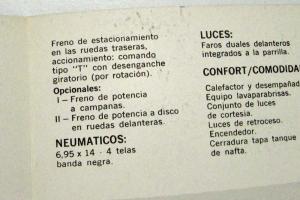 Freno de estacionamiento
en las ruedas traseras,
accionamiento: comando
tipo "T" con desenganche
giratorio (por rotación).
Opcionales:
I – Freno de potencia
a campanas.
II – Freno de potencia a disco
en ruedas delanteras.
NEUMATICOS:
6,95 x 14 - 4 telas
banda negra.
LUCES:
Faros duales delanteros
integrados a la parrilla.
CONFORT/COMODIDA
Calefactor y desempaña
Equipo lavaparabrisas.
Conjunto de luces
de cortesía.
Luces de retroceso.
Encendedor.
Cerradura tapa tanque
de nafta.